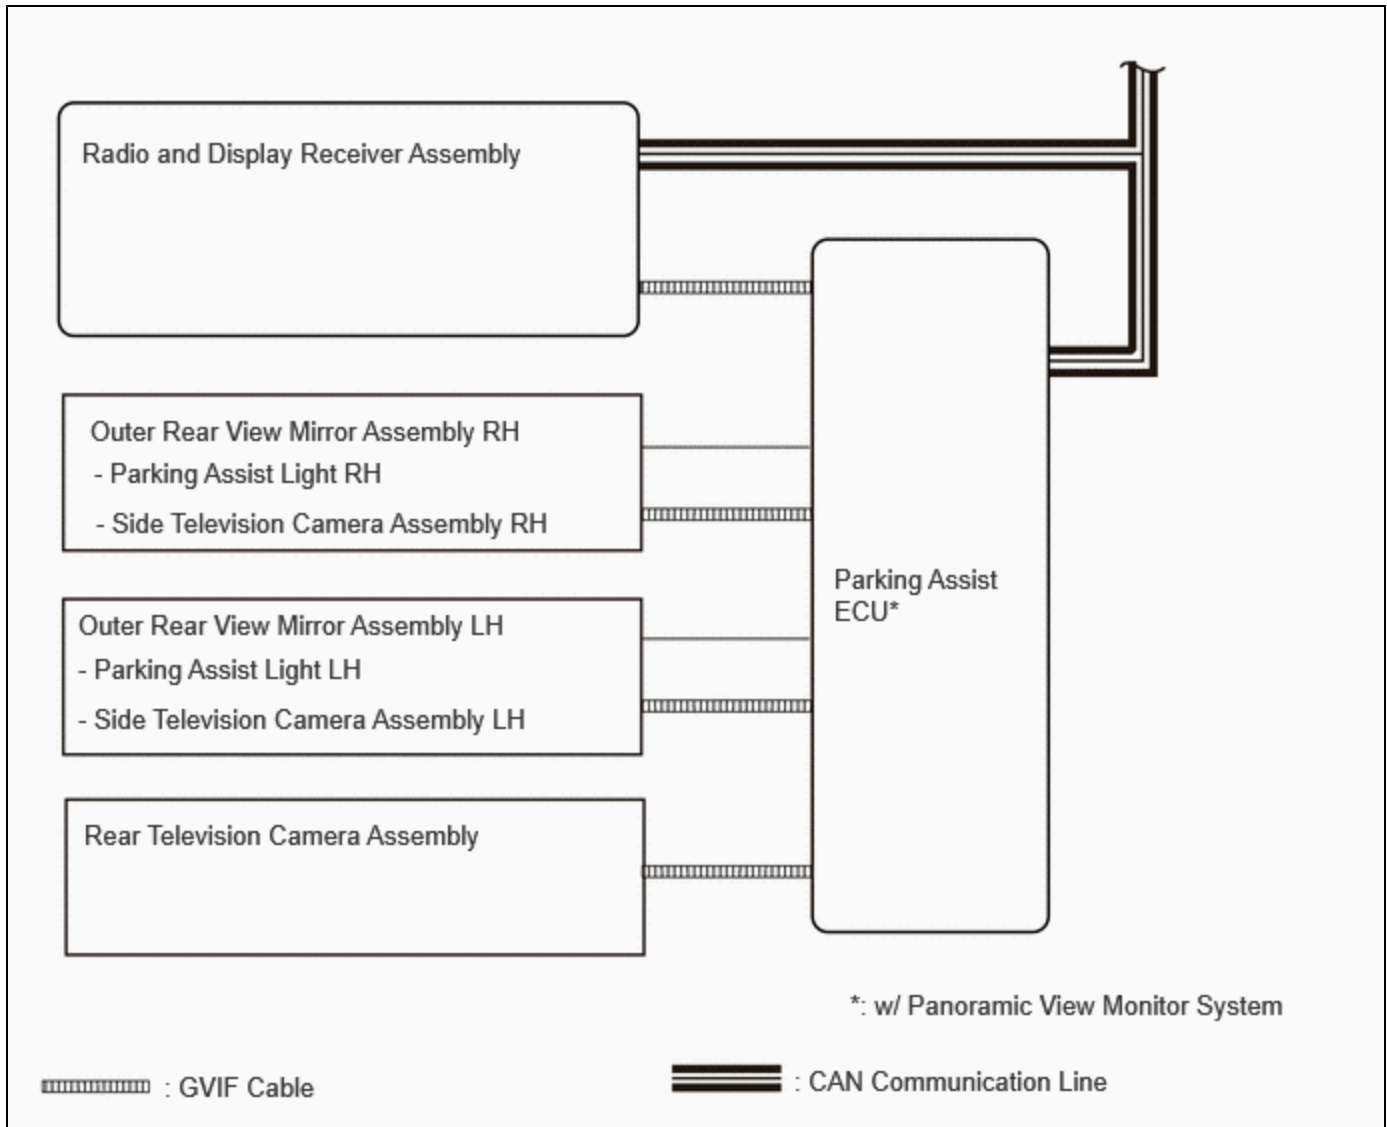 Radio and Display Receiver Assembly
Outer Rear View Mirror Assembly RH
- Parking Assist Light RH
- Side Television Camera Assembly RH
Outer Rear View Mirror Assembly LH
- Parking Assist Light LH
- Side Television Camera Assembly LH
Rear Television Camera Assembly
Parking Assist
ECU*
*: w/ Panoramic View Monitor System
: GVIF Cable
: CAN Communication Line